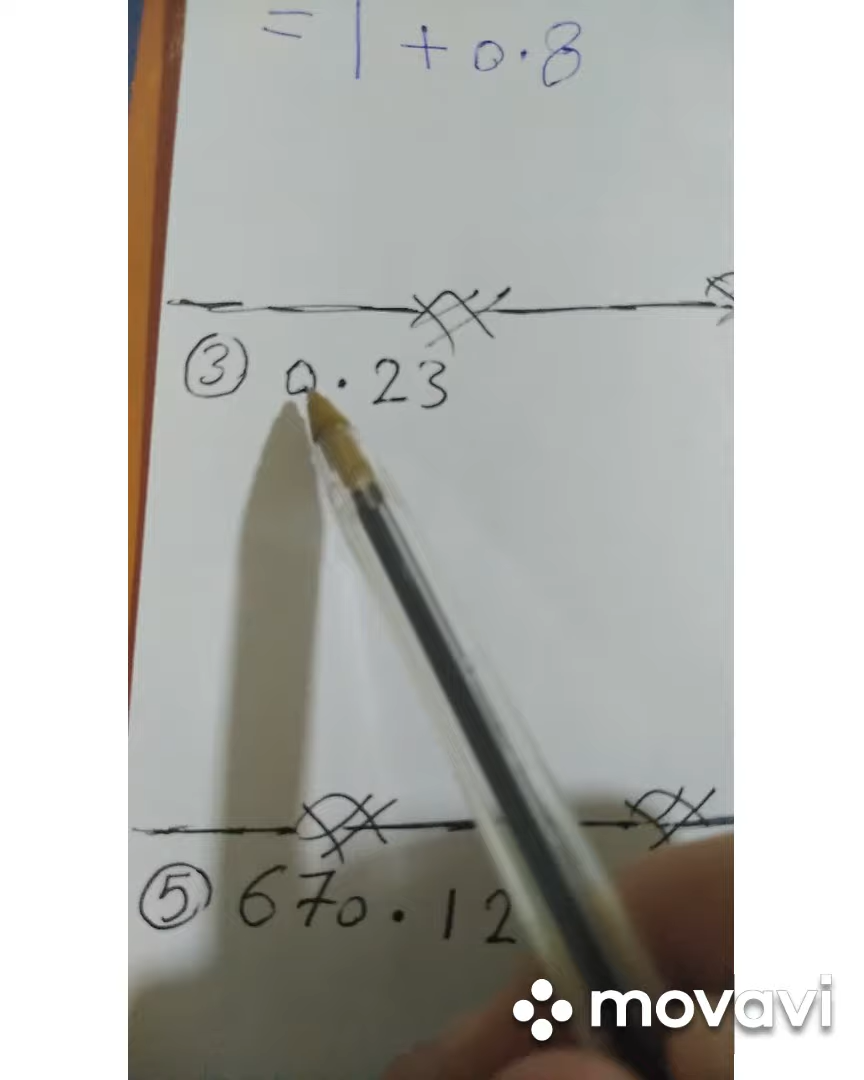 = 1 + 0.8
③ 0.23
⑤ 670.12
movavi